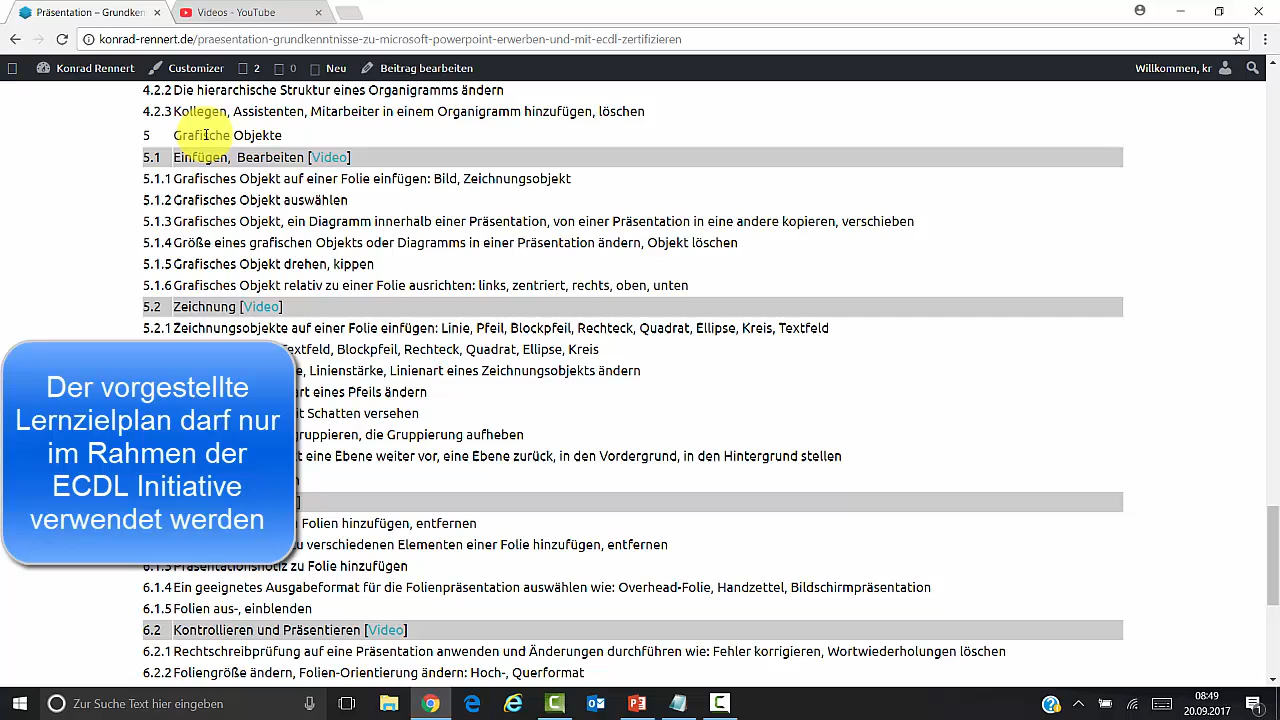 Präsentation – Grundken
Videos - YouTube
konrad-rennert.de/praesentation-grundkenntnisse-zu-microsoft-powerpoint-erwerben-und-mit-ecdl-zertifizieren
Konrad Rennert Customizer 2 0 Neu Beitrag bearbeiten Willkommen, kr
4.2.2 Die hierarchische Struktur eines Organigramms ändern
4.2.3 Kollegen, Assistenten, Mitarbeiter in einem Organigramm hinzufügen, löschen
5 Grafische Objekte
5.1 Einfügen, Bearbeiten [Video]
5.1.1 Grafisches Objekt auf einer Folie einfügen: Bild, Zeichnungsobjekt
5.1.2 Grafisches Objekt auswählen
5.1.3 Grafisches Objekt, ein Diagramm innerhalb einer Präsentation, von einer Präsentation in eine andere kopieren, verschieben
5.1.4 Größe eines grafischen Objekts oder Diagramms in einer Präsentation ändern, Objekt löschen
5.1.5 Grafisches Objekt drehen, kippen
5.1.6 Grafisches Objekt relativ zu einer Folie ausrichten: links, zentriert, rechts, oben, unten
5.2 Zeichnung [Video]
5.2.1 Zeichnungsobjekte auf einer Folie einfügen: Linie, Pfeil, Blockpfeil, Rechteck, Quadrat, Ellipse, Kreis, Textfeld
Textfeld, Blockpfeil, Rechteck, Quadrat, Ellipse, Kreis
, Linienstärke, Linienart eines Zeichnungsobjekts ändern
eines Pfeils ändern
mit Schatten versehen
gruppieren, die Gruppierung aufheben
eine Ebene weiter vor, eine Ebene zurück, in den Vordergrund, in den Hintergrund stellen
]
Folien hinzufügen, entfernen
zu verschiedenen Elementen einer Folie hinzufügen, entfernen
6.1.3 Präsentationsnotiz zu Folie hinzufügen
6.1.4 Ein geeignetes Ausgabeformat für die Folienpräsentation auswählen wie: Overhead-Folie, Handzettel, Bildschirmpräsentation
6.1.5 Folien aus-, einblenden
6.2 Kontrollieren und Präsentieren [Video]
6.2.1 Rechtschreibprüfung auf eine Präsentation anwenden und Änderungen durchführen wie: Fehler korrigieren, Wortwiederholungen löschen
6.2.2 Foliengröße ändern, Folien-Orientierung ändern: Hoch-, Querformat
Der vorgestellte
Lernzielplan darf nur
im Rahmen der
ECDL Initiative
verwendet werden
Zur Suche Text hier eingeben
08:49
20.09.2017